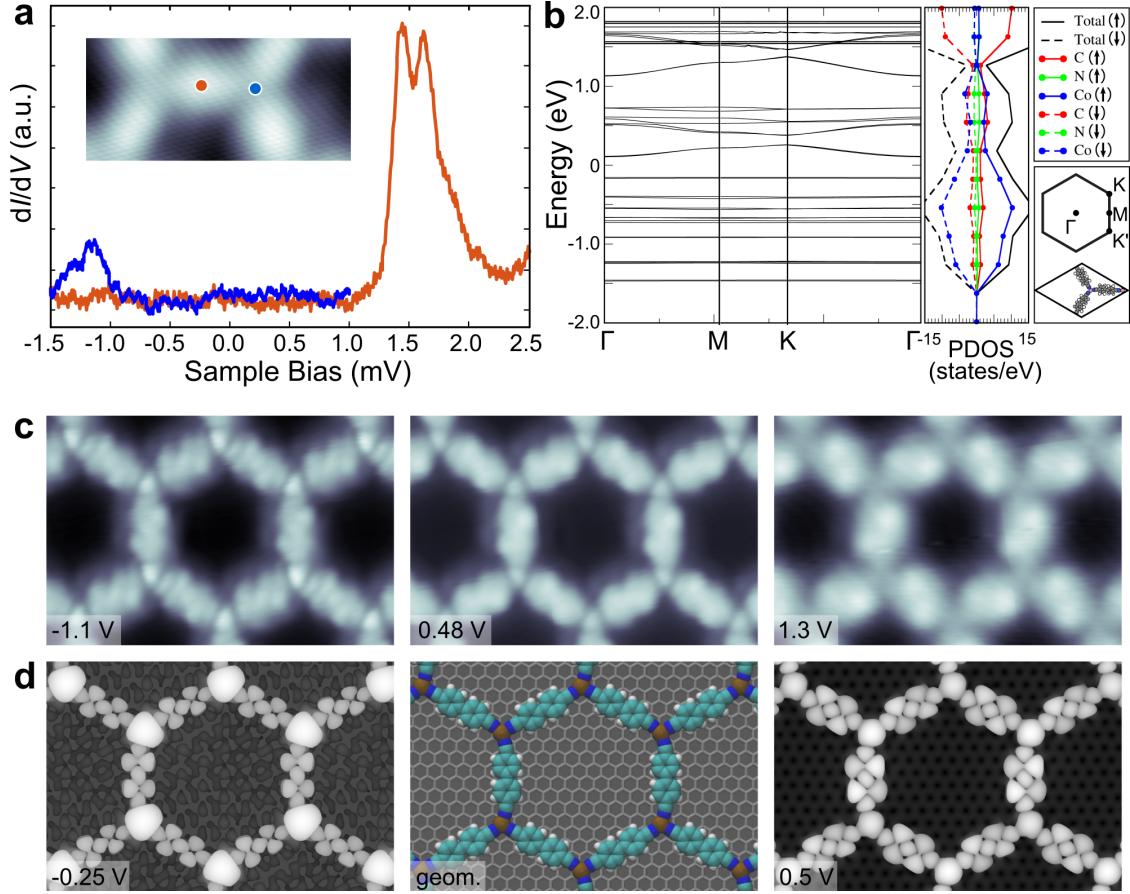 a
dI/dV (a.u.)
-1.5 -1.0 -0.5 0.0 0.5 1.0 1.5 2.0 2.5
Sample Bias (mV)
b
Energy (eV)
2.0
1.0
0
-1.0
-2.0
Γ M K Γ
-15 15
PDOS
(states/eV)
Total (↑)
Total (↓)
C (↑)
N (↑)
Co (↑)
C (↓)
N (↓)
Co (↓)
K
M
Γ
K'
c
-1.1 V
0.48 V
1.3 V
d
-0.25 V
geom.
0.5 V